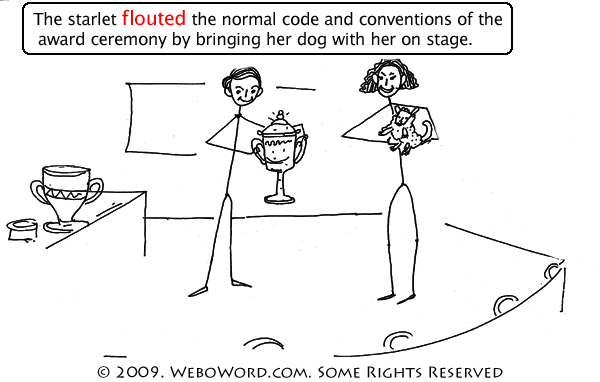 The starlet flouted the normal code and conventions of the
award ceremony by bringing her dog with her on stage.
© 2009. WeboWord.com. Some Rights Reserved